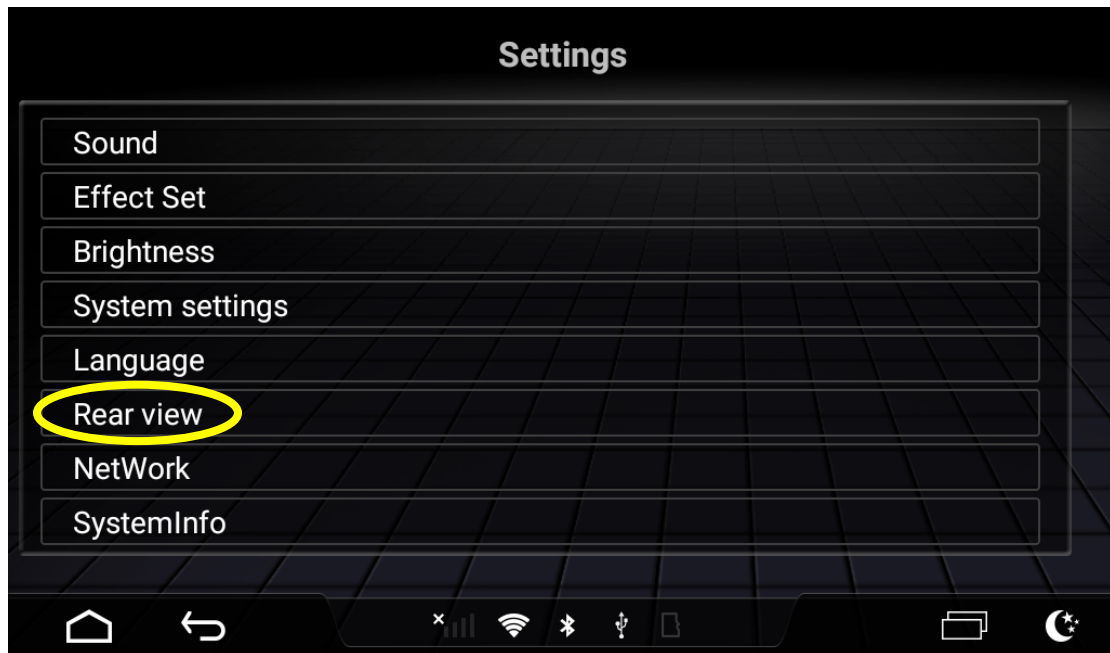 Settings
Sound
Effect Set
Brightness
System settings
Language
Rear view
NetWork
SystemInfo